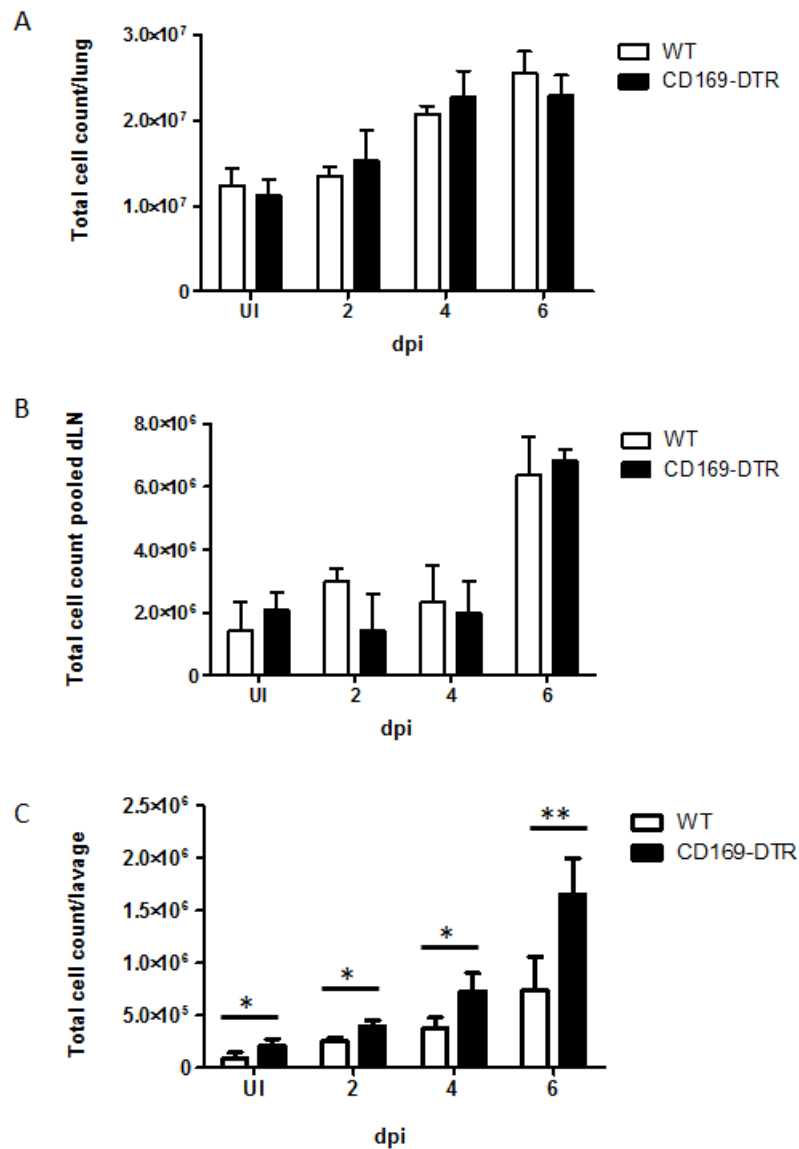 A
Total cell count/lung
3.0×10⁷
2.0×10⁷
1.0×10⁷
0
UI 2 4 6
dpi
WT
CD169-DTR
B
Total cell count pooled dLN
8.0×10⁶
6.0×10⁶
4.0×10⁶
2.0×10⁶
0
UI 2 4 6
dpi
WT
CD169-DTR
C
Total cell count/lavage
2.5×10⁶
2.0×10⁶
1.5×10⁶
1.0×10⁶
5.0×10⁵
0
* * * **
UI 2 4 6
dpi
WT
CD169-DTR